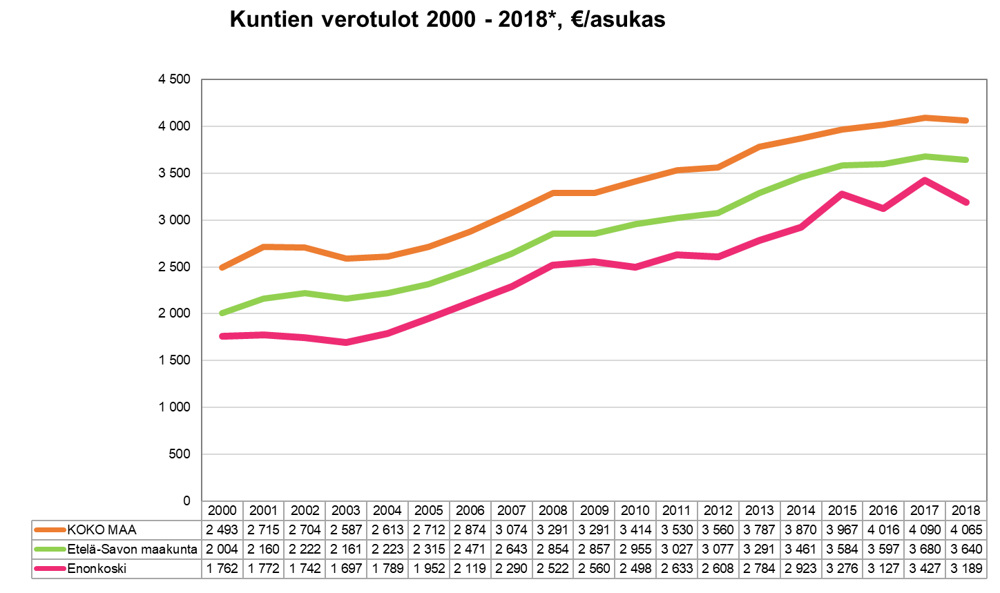 Kuntien verotulot 2000 - 2018*, €/asukas
4 500
4 000
3 500
3 000
2 500
2 000
1 500
1 000
500
0
2000 2001 2002 2003 2004 2005 2006 2007 2008 2009 2010 2011 2012 2013 2014 2015 2016 2017 2018
KOKO MAA 2 493 2 715 2 704 2 587 2 613 2 712 2 874 3 074 3 291 3 291 3 414 3 530 3 560 3 787 3 870 3 967 4 016 4 090 4 065
Etelä-Savon maakunta 2 004 2 160 2 222 2 161 2 223 2 315 2 471 2 643 2 854 2 857 2 955 3 027 3 077 3 291 3 461 3 584 3 597 3 680 3 640
Enonkoski 1 762 1 772 1 742 1 697 1 789 1 952 2 119 2 290 2 522 2 560 2 498 2 633 2 608 2 784 2 923 3 276 3 127 3 427 3 189